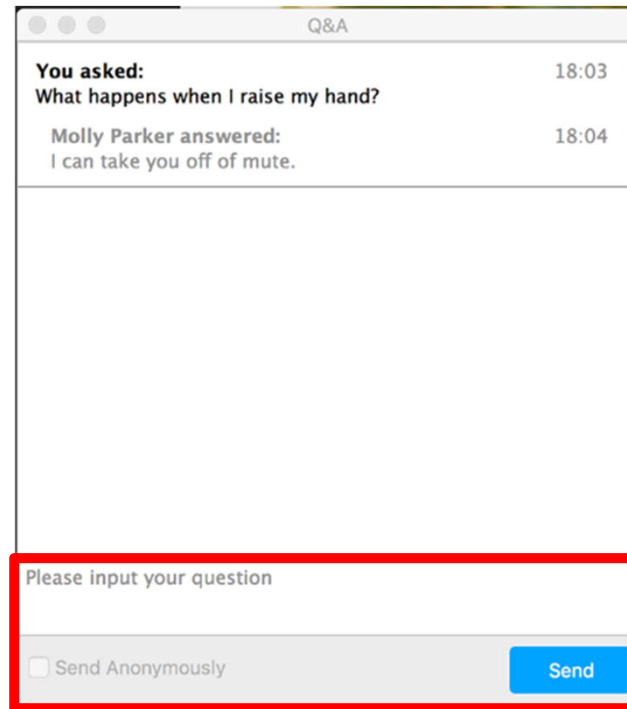 Q&A
You asked: 18:03
What happens when I raise my hand?
Molly Parker answered: 18:04
I can take you off of mute.
Please input your question
Send Anonymously
Send